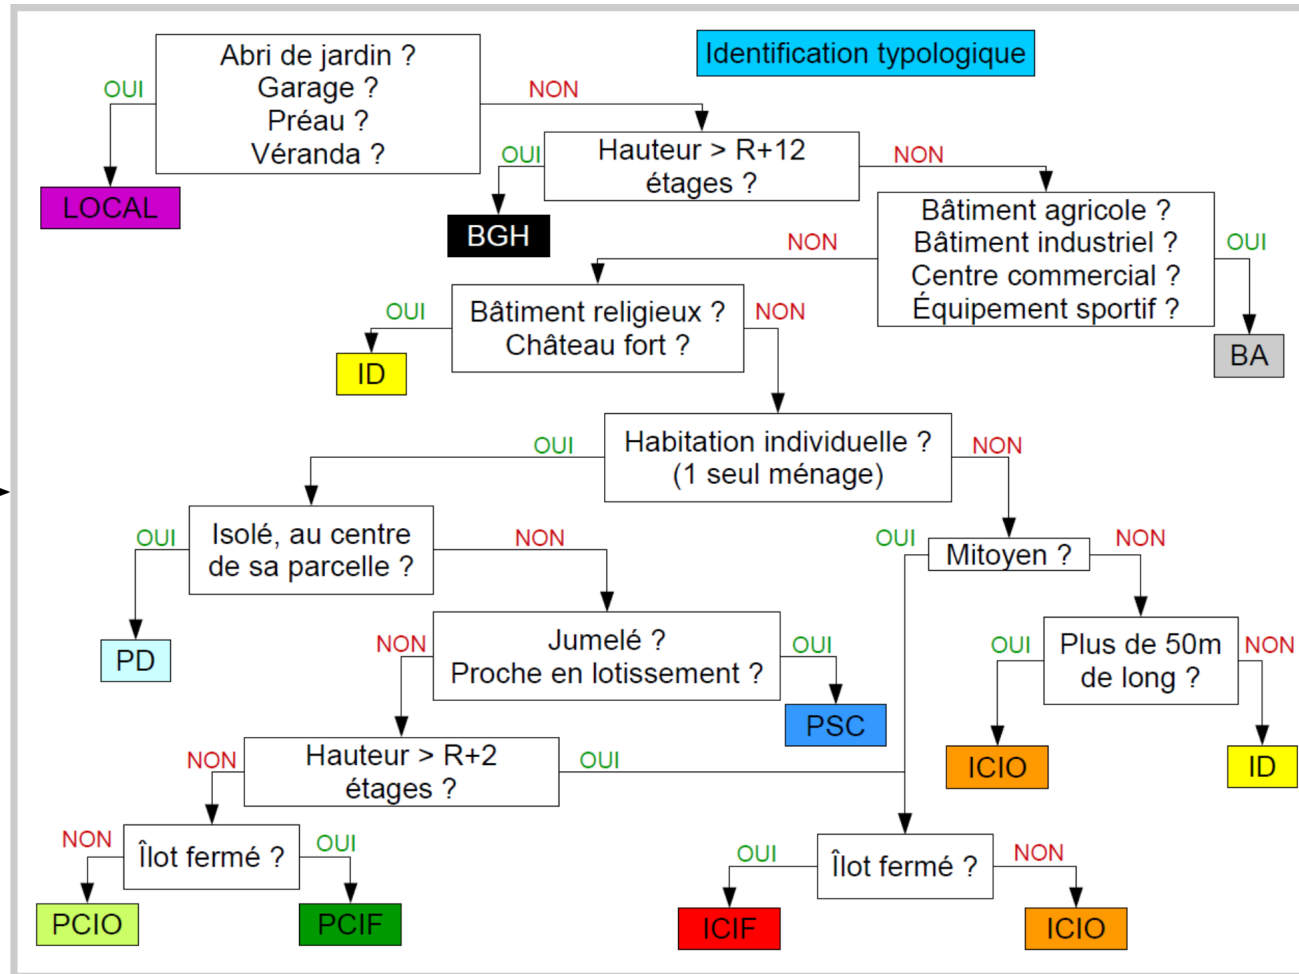 Identification typologique
Abri de jardin ?
Garage ?
Préau ?
Véranda ?
OUI
NON
LOCAL
Hauteur > R+12
étages ?
OUI
NON
BGH
Bâtiment agricole ?
Bâtiment industriel ?
Centre commercial ?
Équipement sportif ?
NON
OUI
BA
Bâtiment religieux ?
Château fort ?
OUI
NON
ID
Habitation individuelle ?
(1 seul ménage)
OUI
NON
Isolé, au centre
de sa parcelle ?
OUI
NON
PD
Mitoyen ?
OUI
NON
Jumelé ?
Proche en lotissement ?
NON
OUI
PSC
Plus de 50m
de long ?
OUI
NON
ICIO
ID
Hauteur > R+2
étages ?
NON
OUI
Îlot fermé ?
NON
OUI
PCIO
PCIF
Îlot fermé ?
OUI
NON
ICIF
ICIO